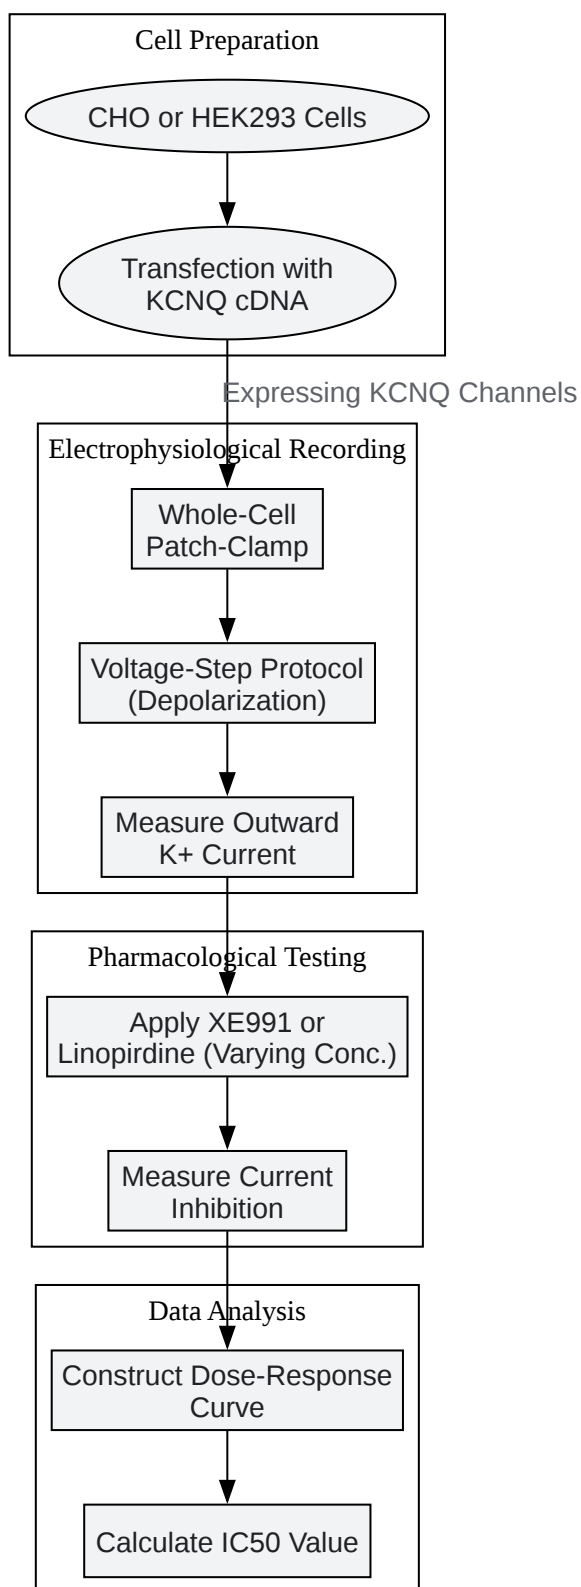 Cell Preparation
CHO or HEK293 Cells
Transfection with
KCNQ cDNA
Expressing KCNQ Channels
Electrophysiological Recording
Whole-Cell
Patch-Clamp
Voltage-Step Protocol
(Depolarization)
Measure Outward
K+ Current
Pharmacological Testing
Apply XE991 or
Linopirdine (Varying Conc.)
Measure Current
Inhibition
Data Analysis
Construct Dose-Response
Curve
Calculate IC50 Value